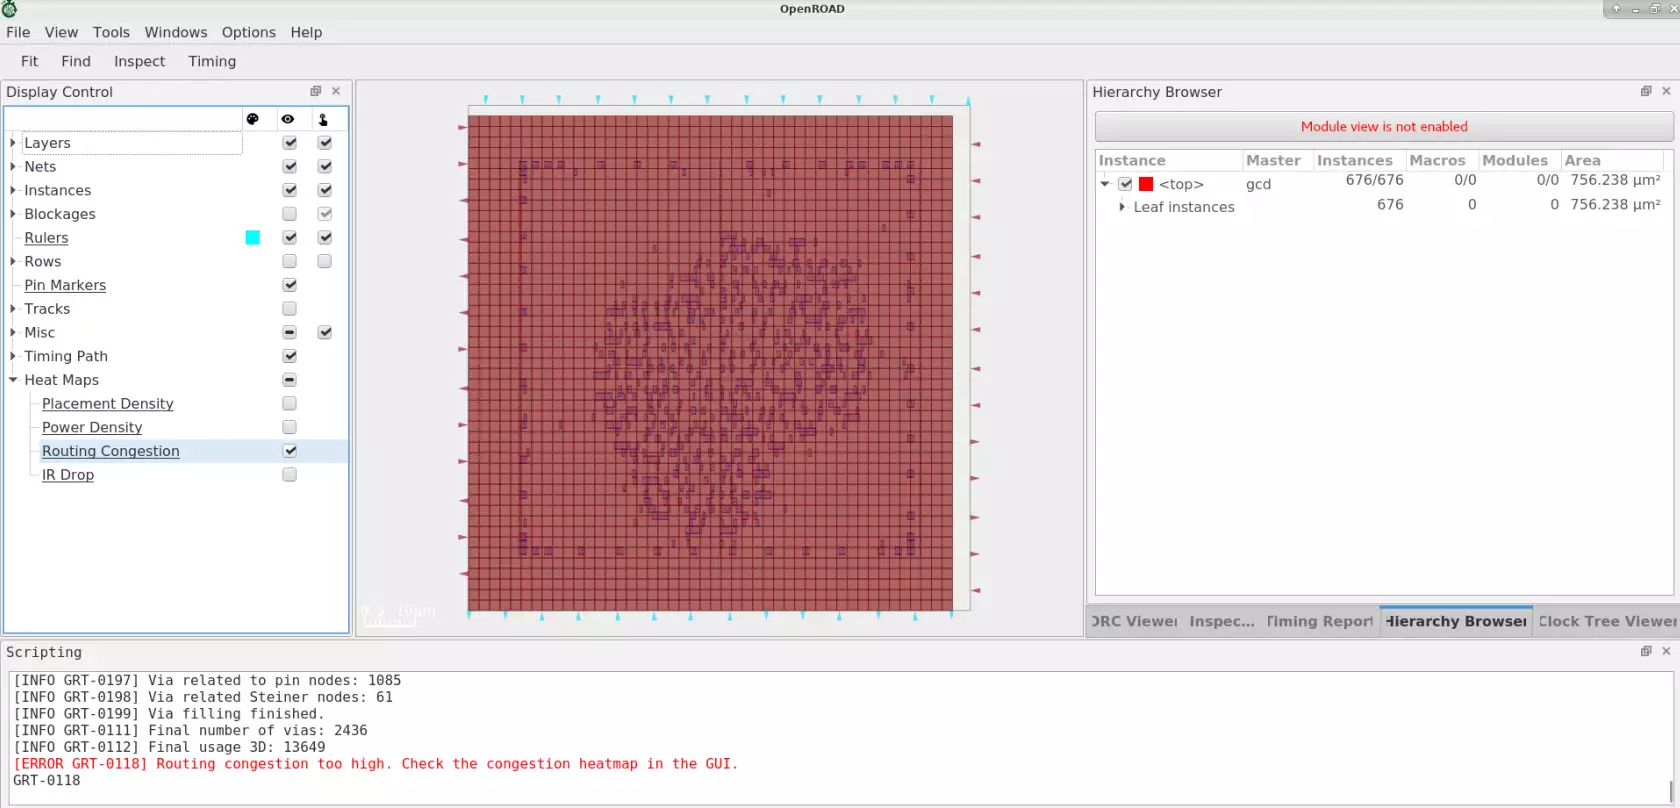 OpenROAD
File View Tools Windows Options Help
Fit Find Inspect Timing
Display Control
Layers
Nets
Instances
Blockages
Rulers
Rows
Pin Markers
Tracks
Misc
Timing Path
Heat Maps
Placement Density
Power Density
Routing Congestion
IR Drop
0 3 10μm
Hierarchy Browser
Module view is not enabled
Instance Master Instances Macros Modules Area
<top> gcd 676/676 0/0 0/0 756.238 μm²
Leaf instances 676 0 0 756.238 μm²
DRC Viewer Inspec... Timing Report Hierarchy Browser Clock Tree Viewer
Scripting
[INFO GRT-0197] Via related to pin nodes: 1085
[INFO GRT-0198] Via related Steiner nodes: 61
[INFO GRT-0199] Via filling finished.
[INFO GRT-0111] Final number of vias: 2436
[INFO GRT-0112] Final usage 3D: 13649
[ERROR GRT-0118] Routing congestion too high. Check the congestion heatmap in the GUI.
GRT-0118